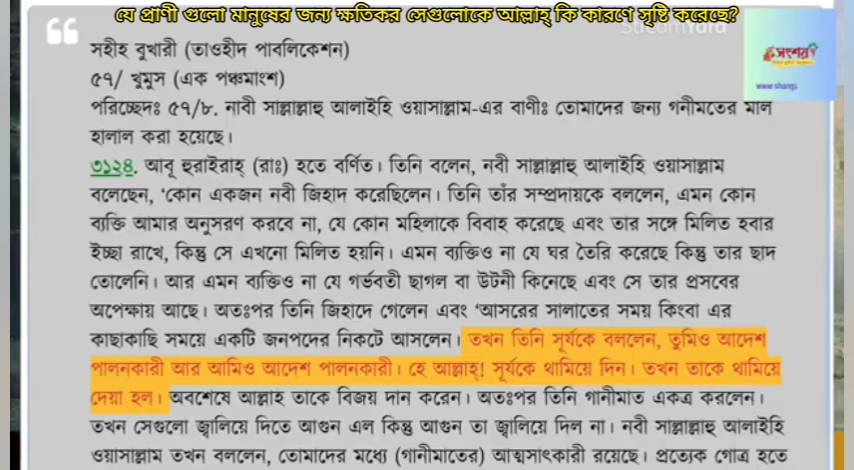 যে প্রাণী গুলো মানুষের জন্য ক্ষতিকর সেগুলোকে আল্লাহ্ কি কারণে সৃষ্টি করেছে?
StreamYard
সংশয়
www.shongs
সহীহ বুখারী (তাওহীদ পাবলিকেশন)
৫৭/ খুমুস (এক পঞ্চমাংশ)
পরিচ্ছেদঃ ৫৭/৮. নাবী সাল্লাল্লাহু আলাইহি ওয়াসাল্লাম-এর বাণীঃ তোমাদের জন্য গনীমতের মাল
হালাল করা হয়েছে।
৩১২৪. আবূ হুরাইরাহ্ (রাঃ) হতে বর্ণিত। তিনি বলেন, নবী সাল্লাল্লাহু আলাইহি ওয়াসাল্লাম
বলেছেন, ‘কোন একজন নবী জিহাদ করেছিলেন। তিনি তাঁর সম্প্রদায়কে বললেন, এমন কোন
ব্যক্তি আমার অনুসরণ করবে না, যে কোন মহিলাকে বিবাহ করেছে এবং তার সঙ্গে মিলিত হবার
ইচ্ছা রাখে, কিন্তু সে এখনো মিলিত হয়নি। এমন ব্যক্তিও না যে ঘর তৈরি করেছে কিন্তু তার ছাদ
তোলেনি। আর এমন ব্যক্তিও না যে গর্ভবতী ছাগল বা উটনী কিনেছে এবং সে তার প্রসবের
অপেক্ষায় আছে। অতঃপর তিনি জিহাদে গেলেন এবং ‘আসরের সালাতের সময় কিংবা এর
কাছাকাছি সময়ে একটি জনপদের নিকটে আসলেন। তখন তিনি সূর্যকে বললেন, তুমিও আদেশ
পালনকারী আর আমিও আদেশ পালনকারী। হে আল্লাহ্! সূর্যকে থামিয়ে দিন। তখন তাকে থামিয়ে
দেয়া হল। অবশেষে আল্লাহ তাকে বিজয় দান করেন। অতঃপর তিনি গানীমাত একত্র করলেন।
তখন সেগুলো জ্বালিয়ে দিতে আগুন এল কিন্তু আগুন তা জ্বালিয়ে দিল না। নবী সাল্লাল্লাহু আলাইহি
ওয়াসাল্লাম তখন বললেন, তোমাদের মধ্যে (গানীমাতের) আত্মসাৎকারী রয়েছে। প্রত্যেক গোত্র হতে